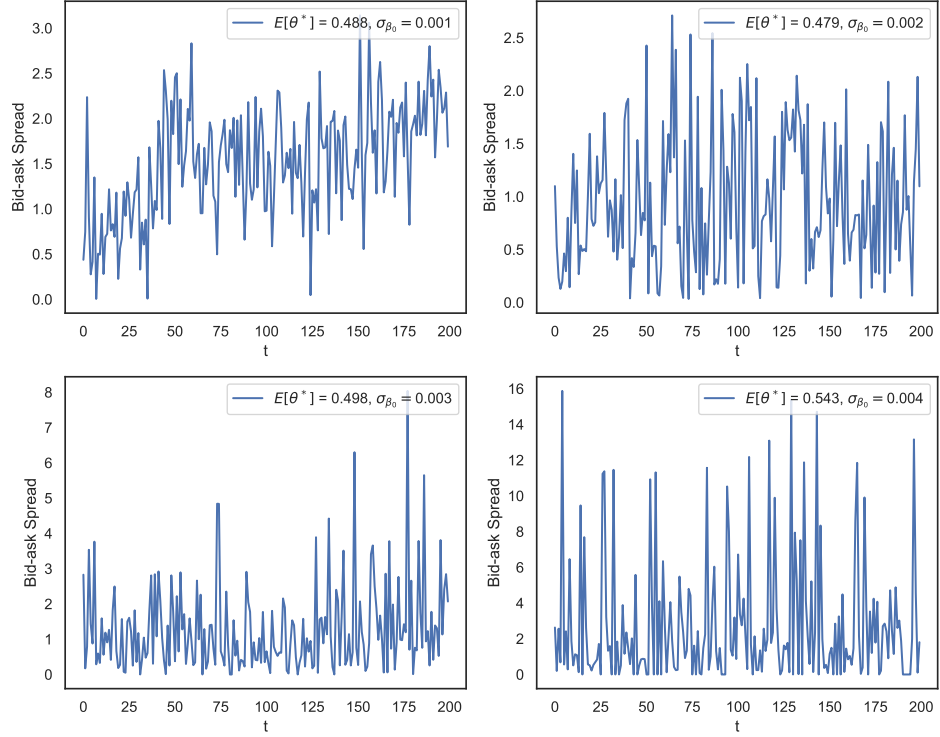 E[θ*] = 0.488, σβ0 = 0.001
3.0
2.5
2.0
1.5
1.0
0.5
0.0
Bid-ask Spread
0 25 50 75 100 125 150 175 200
t
E[θ*] = 0.479, σβ0 = 0.002
2.5
2.0
1.5
1.0
0.5
0.0
Bid-ask Spread
0 25 50 75 100 125 150 175 200
t
E[θ*] = 0.498, σβ0 = 0.003
8
7
6
5
4
3
2
1
0
Bid-ask Spread
0 25 50 75 100 125 150 175 200
t
E[θ*] = 0.543, σβ0 = 0.004
16
14
12
10
8
6
4
2
0
Bid-ask Spread
0 25 50 75 100 125 150 175 200
t